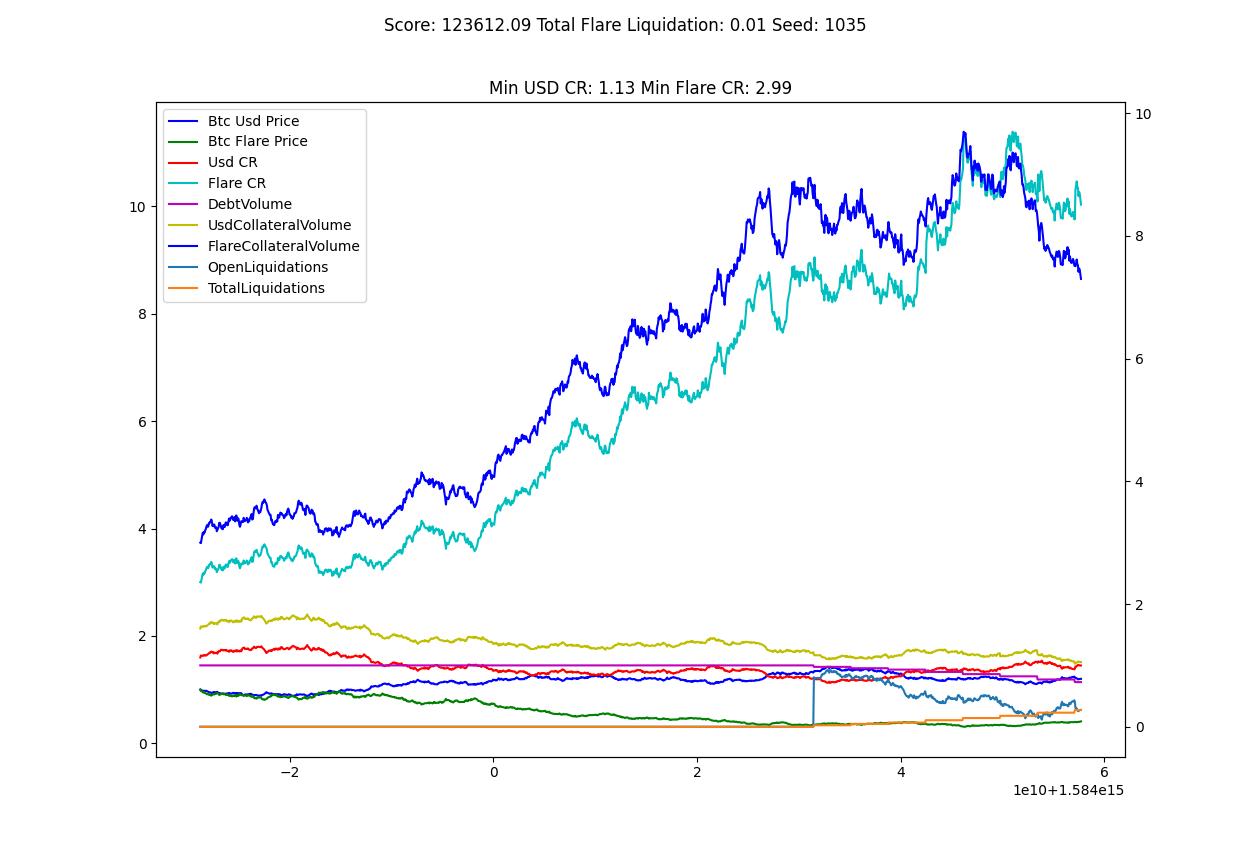 Score: 123612.09 Total Flare Liquidation: 0.01 Seed: 1035
Min USD CR: 1.13 Min Flare CR: 2.99
Btc Usd Price
Btc Flare Price
Usd CR
Flare CR
DebtVolume
UsdCollateralVolume
FlareCollateralVolume
OpenLiquidations
TotalLiquidations
10
8
6
4
2
0
10
8
6
4
2
0
−2
0
2
4
6
1e10+1.584e15